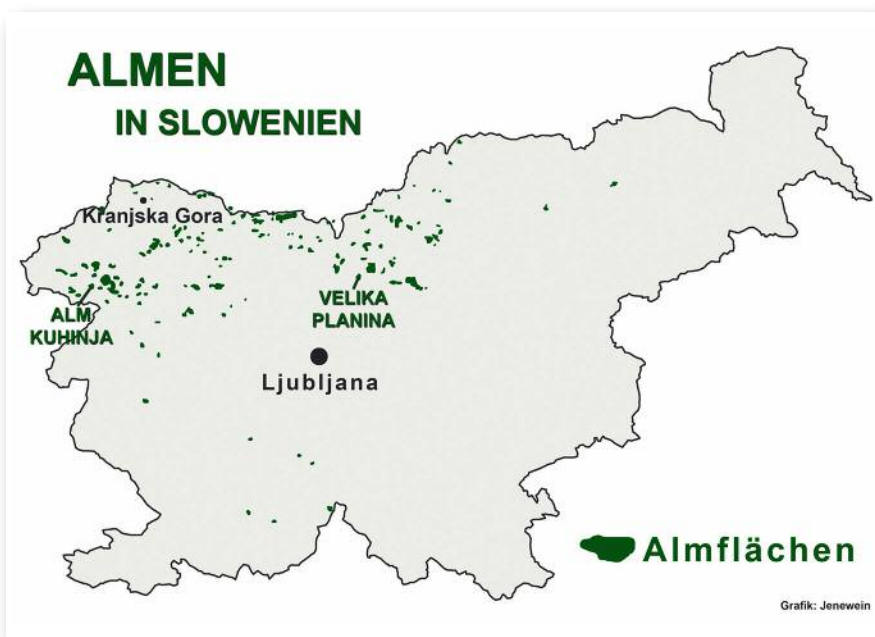 ALMEN
IN SLOWENIEN
Kranjska Gora
ALM
KUHINJA
VELIKA
PLANINA
Ljubljana
Almflächen
Grafik: Jenewein